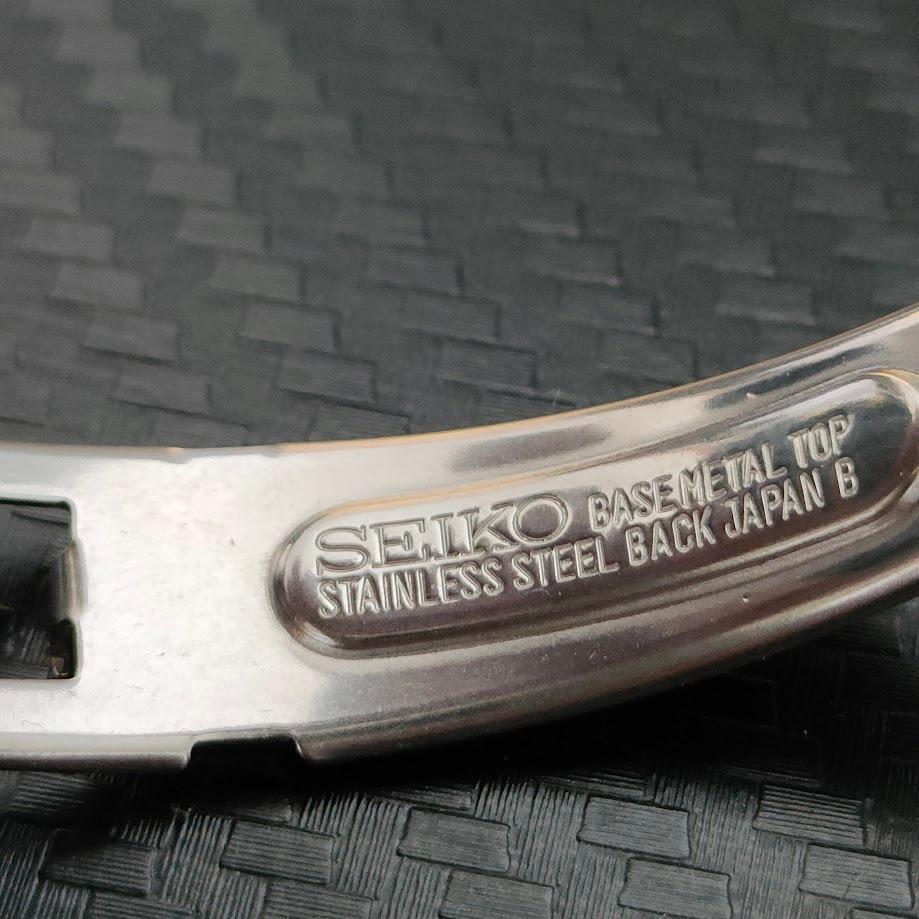 SEIKO BASE METAL TOP
STAINLESS STEEL BACK JAPAN B